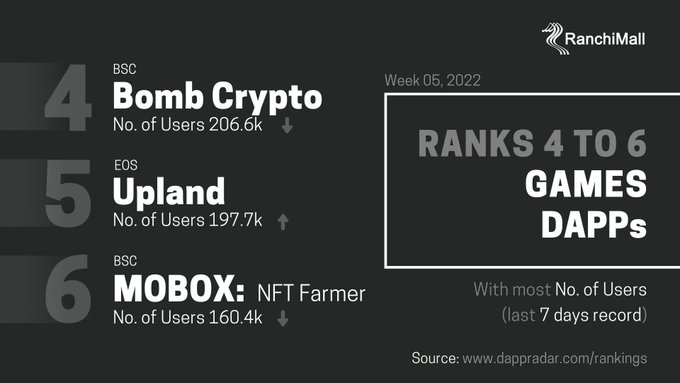 RanchiMall
4
BSC
Bomb Crypto
No. of Users 206.6k
5
EOS
Upland
No. of Users 197.7k
6
BSC
MOBOX: NFT Farmer
No. of Users 160.4k
Week 05, 2022
RANKS 4 TO 6
GAMES
DAPPs
With most No. of Users
(last 7 days record)
Source: www.dappradar.com/rankings